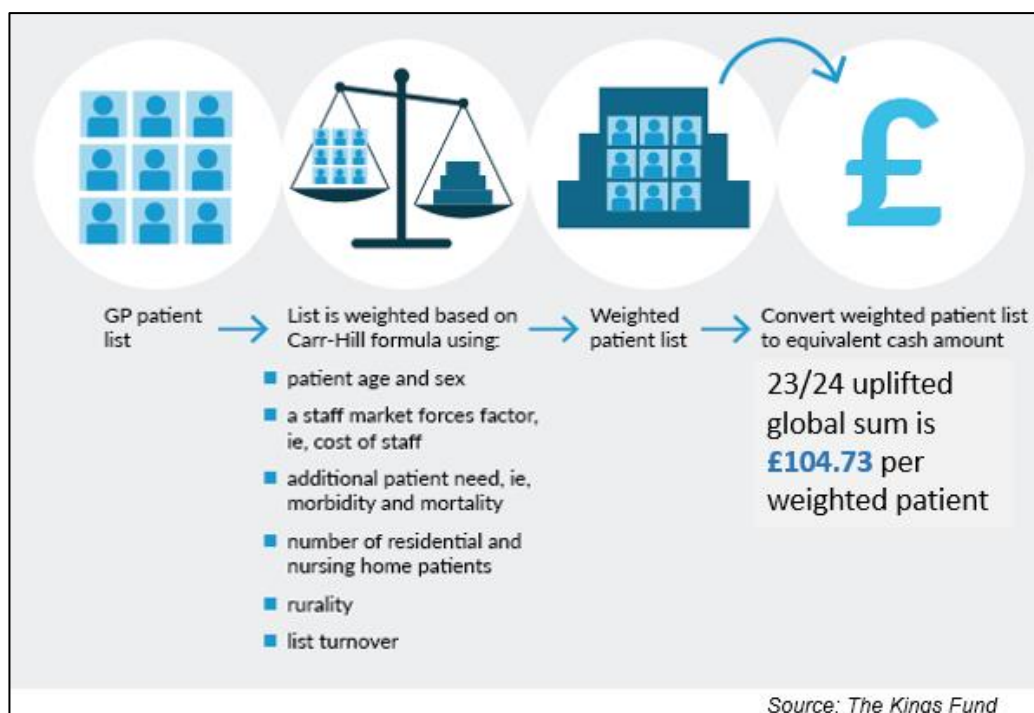 GP patient
list
List is weighted based on
Carr-Hill formula using:
patient age and sex
a staff market forces factor,
ie, cost of staff
additional patient need, ie,
morbidity and mortality
number of residential and
nursing home patients
rurality
list turnover
Weighted
patient list
£
Convert weighted patient list
to equivalent cash amount
23/24 uplifted
global sum is
£104.73 per
weighted patient
Source: The Kings Fund